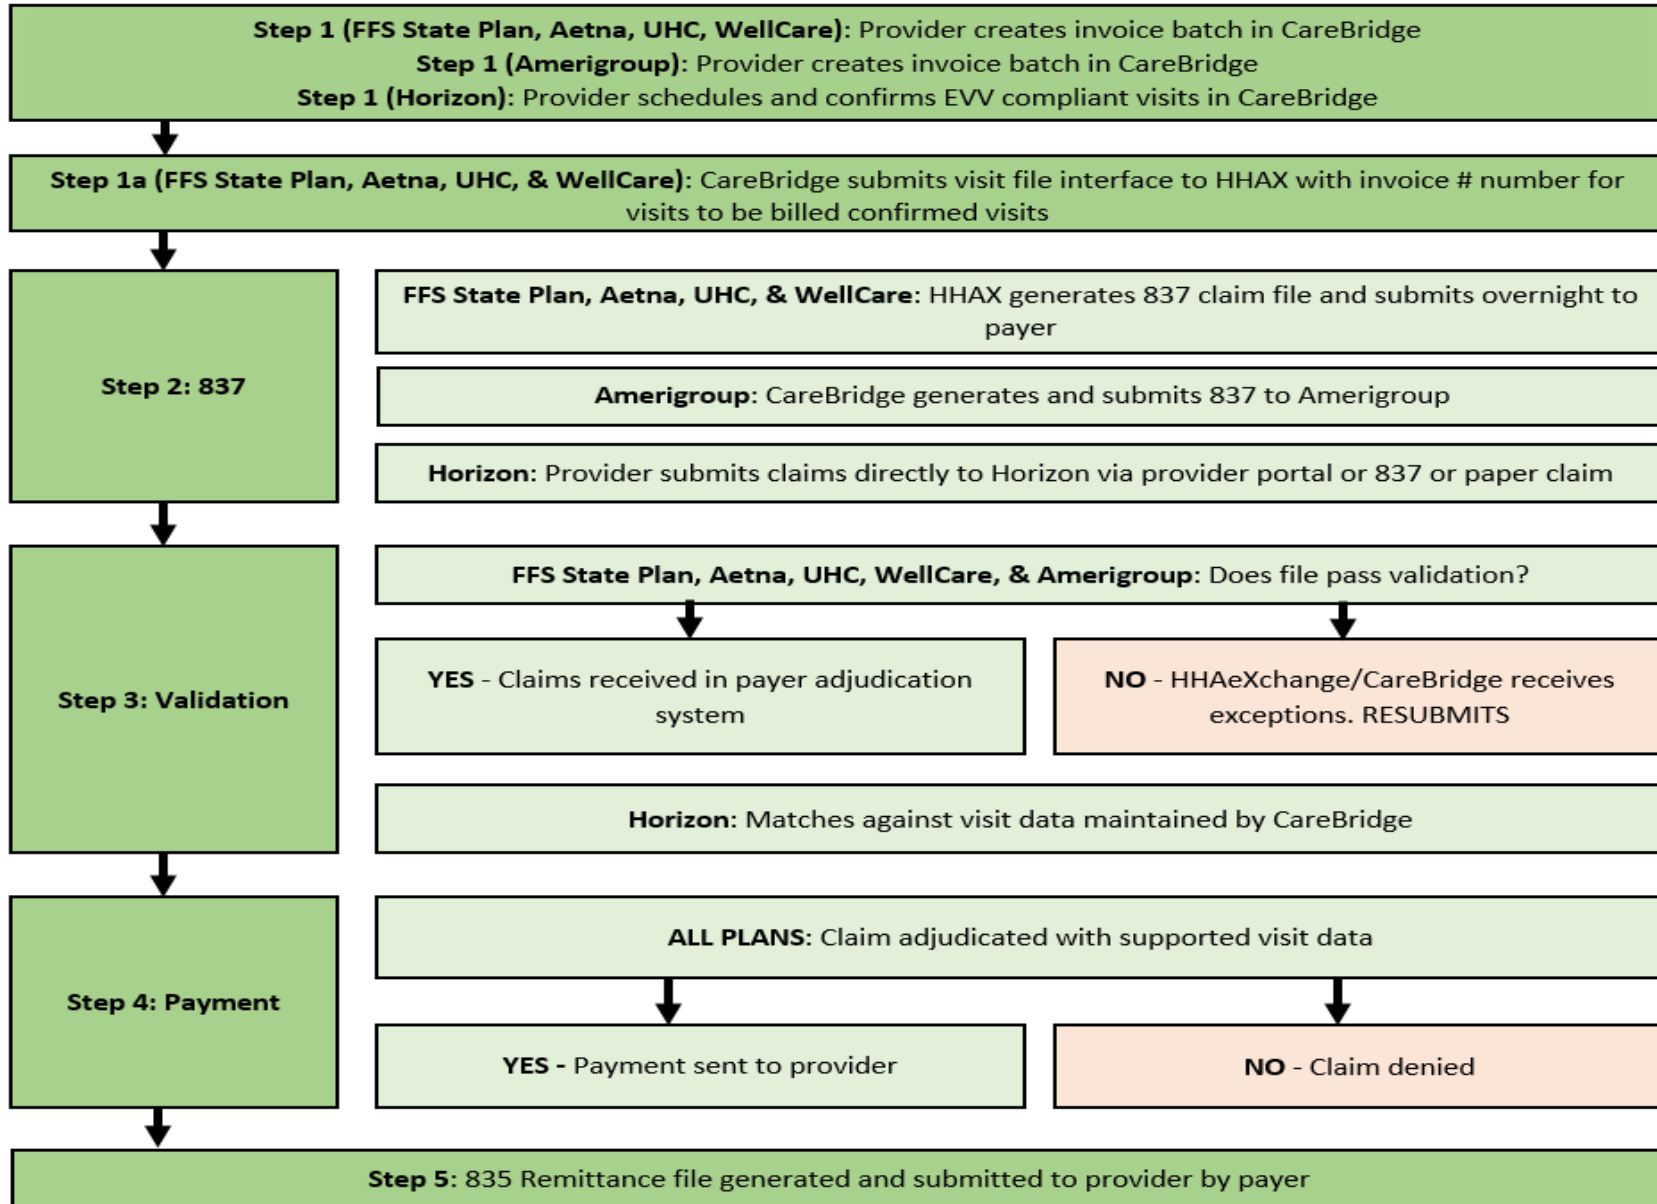 Step 1 (FFS State Plan, Aetna, UHC, WellCare): Provider creates invoice batch in CareBridge
Step 1 (Amerigroup): Provider creates invoice batch in CareBridge
Step 1 (Horizon): Provider schedules and confirms EVV compliant visits in CareBridge
Step 1a (FFS State Plan, Aetna, UHC, & WellCare): CareBridge submits visit file interface to HHAX with invoice # number for
visits to be billed confirmed visits
Step 2: 837
FFS State Plan, Aetna, UHC, & WellCare: HHAX generates 837 claim file and submits overnight to
payer
Amerigroup: CareBridge generates and submits 837 to Amerigroup
Horizon: Provider submits claims directly to Horizon via provider portal or 837 or paper claim
Step 3: Validation
FFS State Plan, Aetna, UHC, WellCare, & Amerigroup: Does file pass validation?
YES - Claims received in payer adjudication
system
NO - HHAeXchange/CareBridge receives
exceptions. RESUBMITS
Horizon: Matches against visit data maintained by CareBridge
Step 4: Payment
ALL PLANS: Claim adjudicated with supported visit data
YES - Payment sent to provider
NO - Claim denied
Step 5: 835 Remittance file generated and submitted to provider by payer